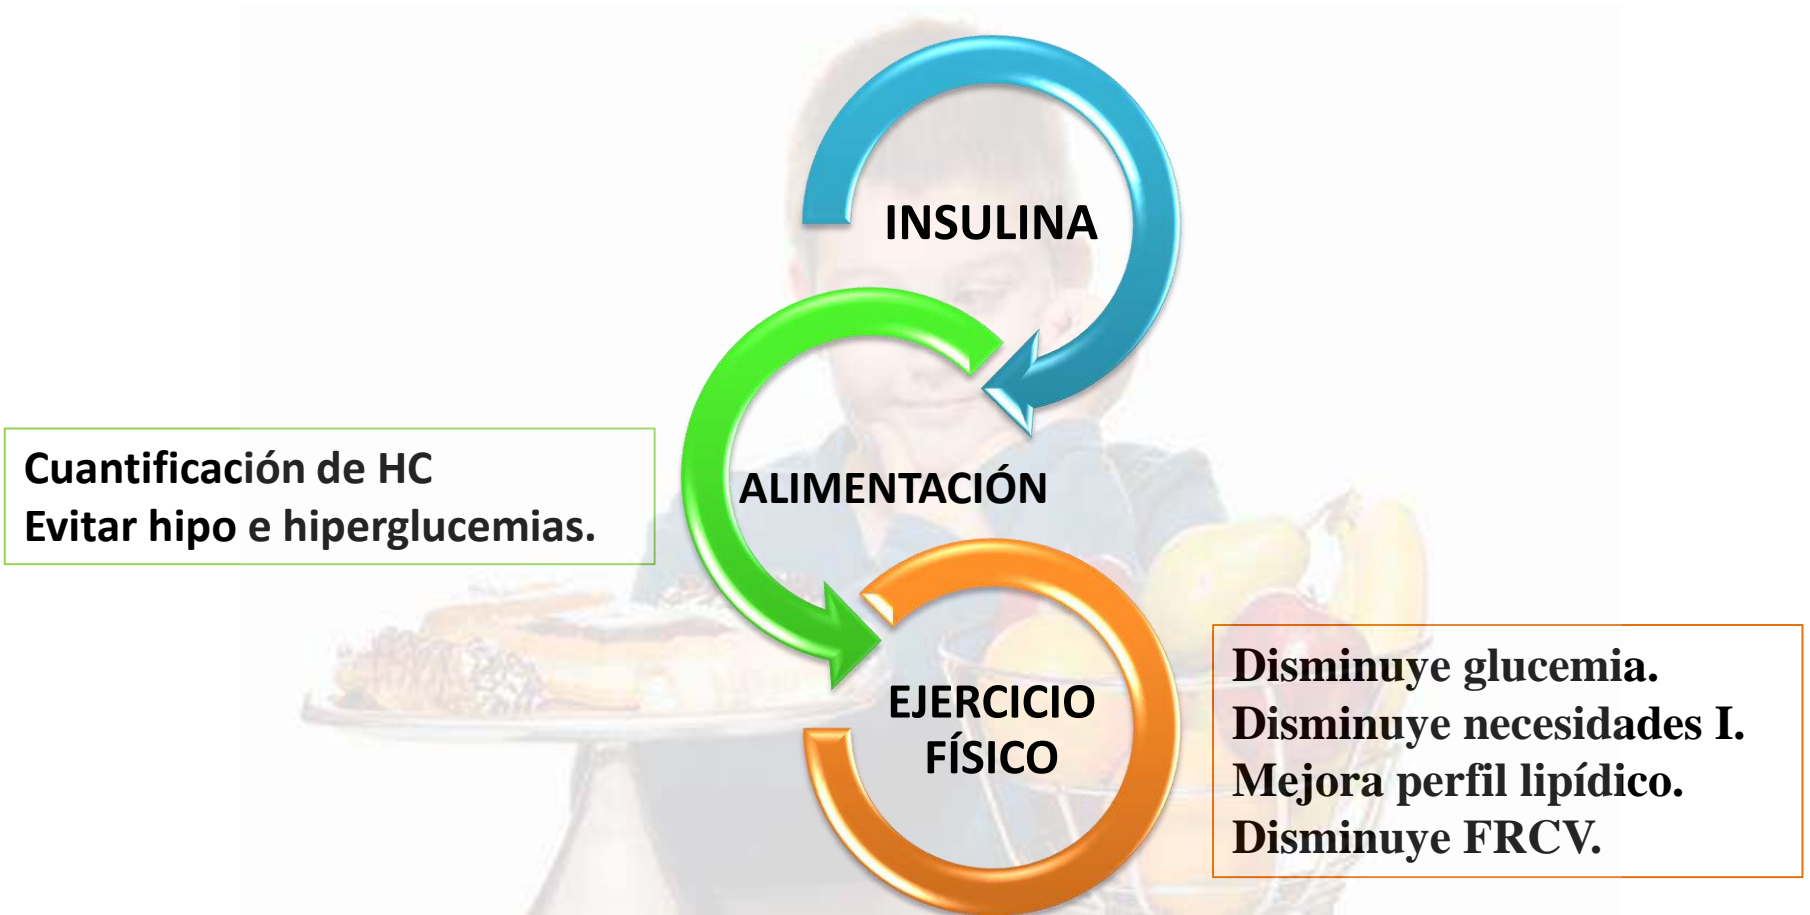 INSULINA
ALIMENTACIÓN
Cuantificación de HC
Evitar hipo e hiperglucemias.
EJERCICIO
FÍSICO
Disminuye glucemia.
Disminuye necesidades I.
Mejora perfil lipídico.
Disminuye FRCV.